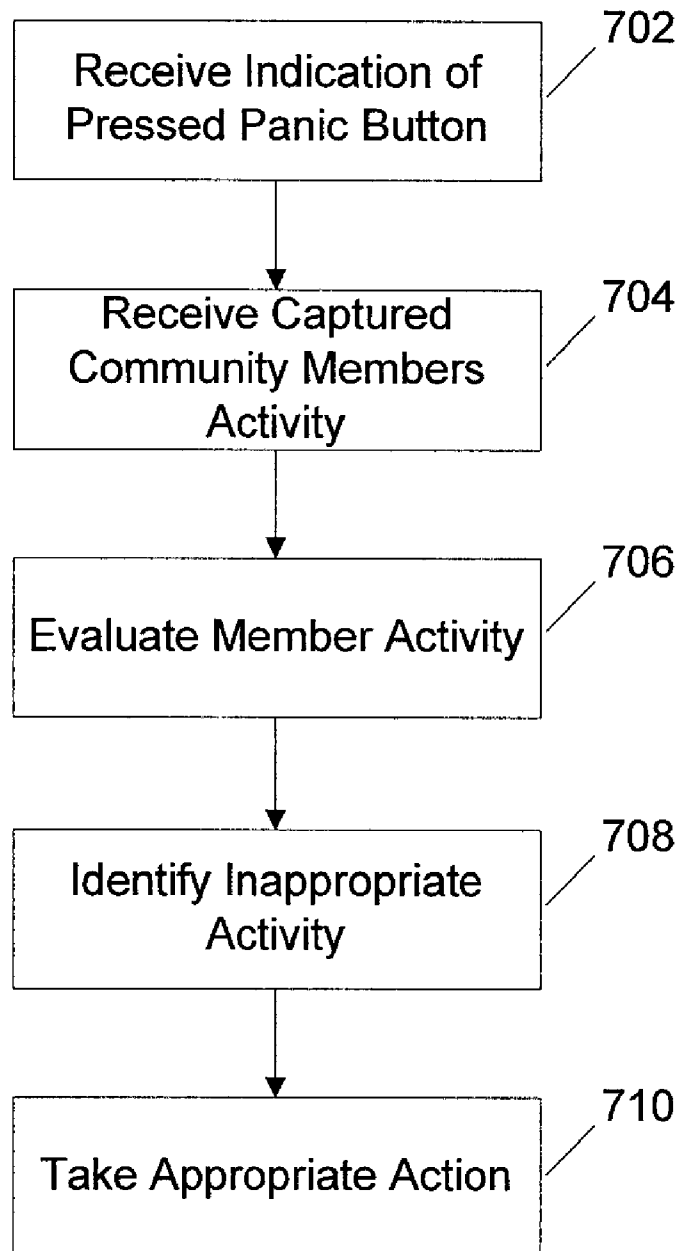 702
Receive Indication of
Pressed Panic Button
704
Receive Captured
Community Members
Activity
706
Evaluate Member Activity
708
Identify Inappropriate
Activity
710
Take Appropriate Action